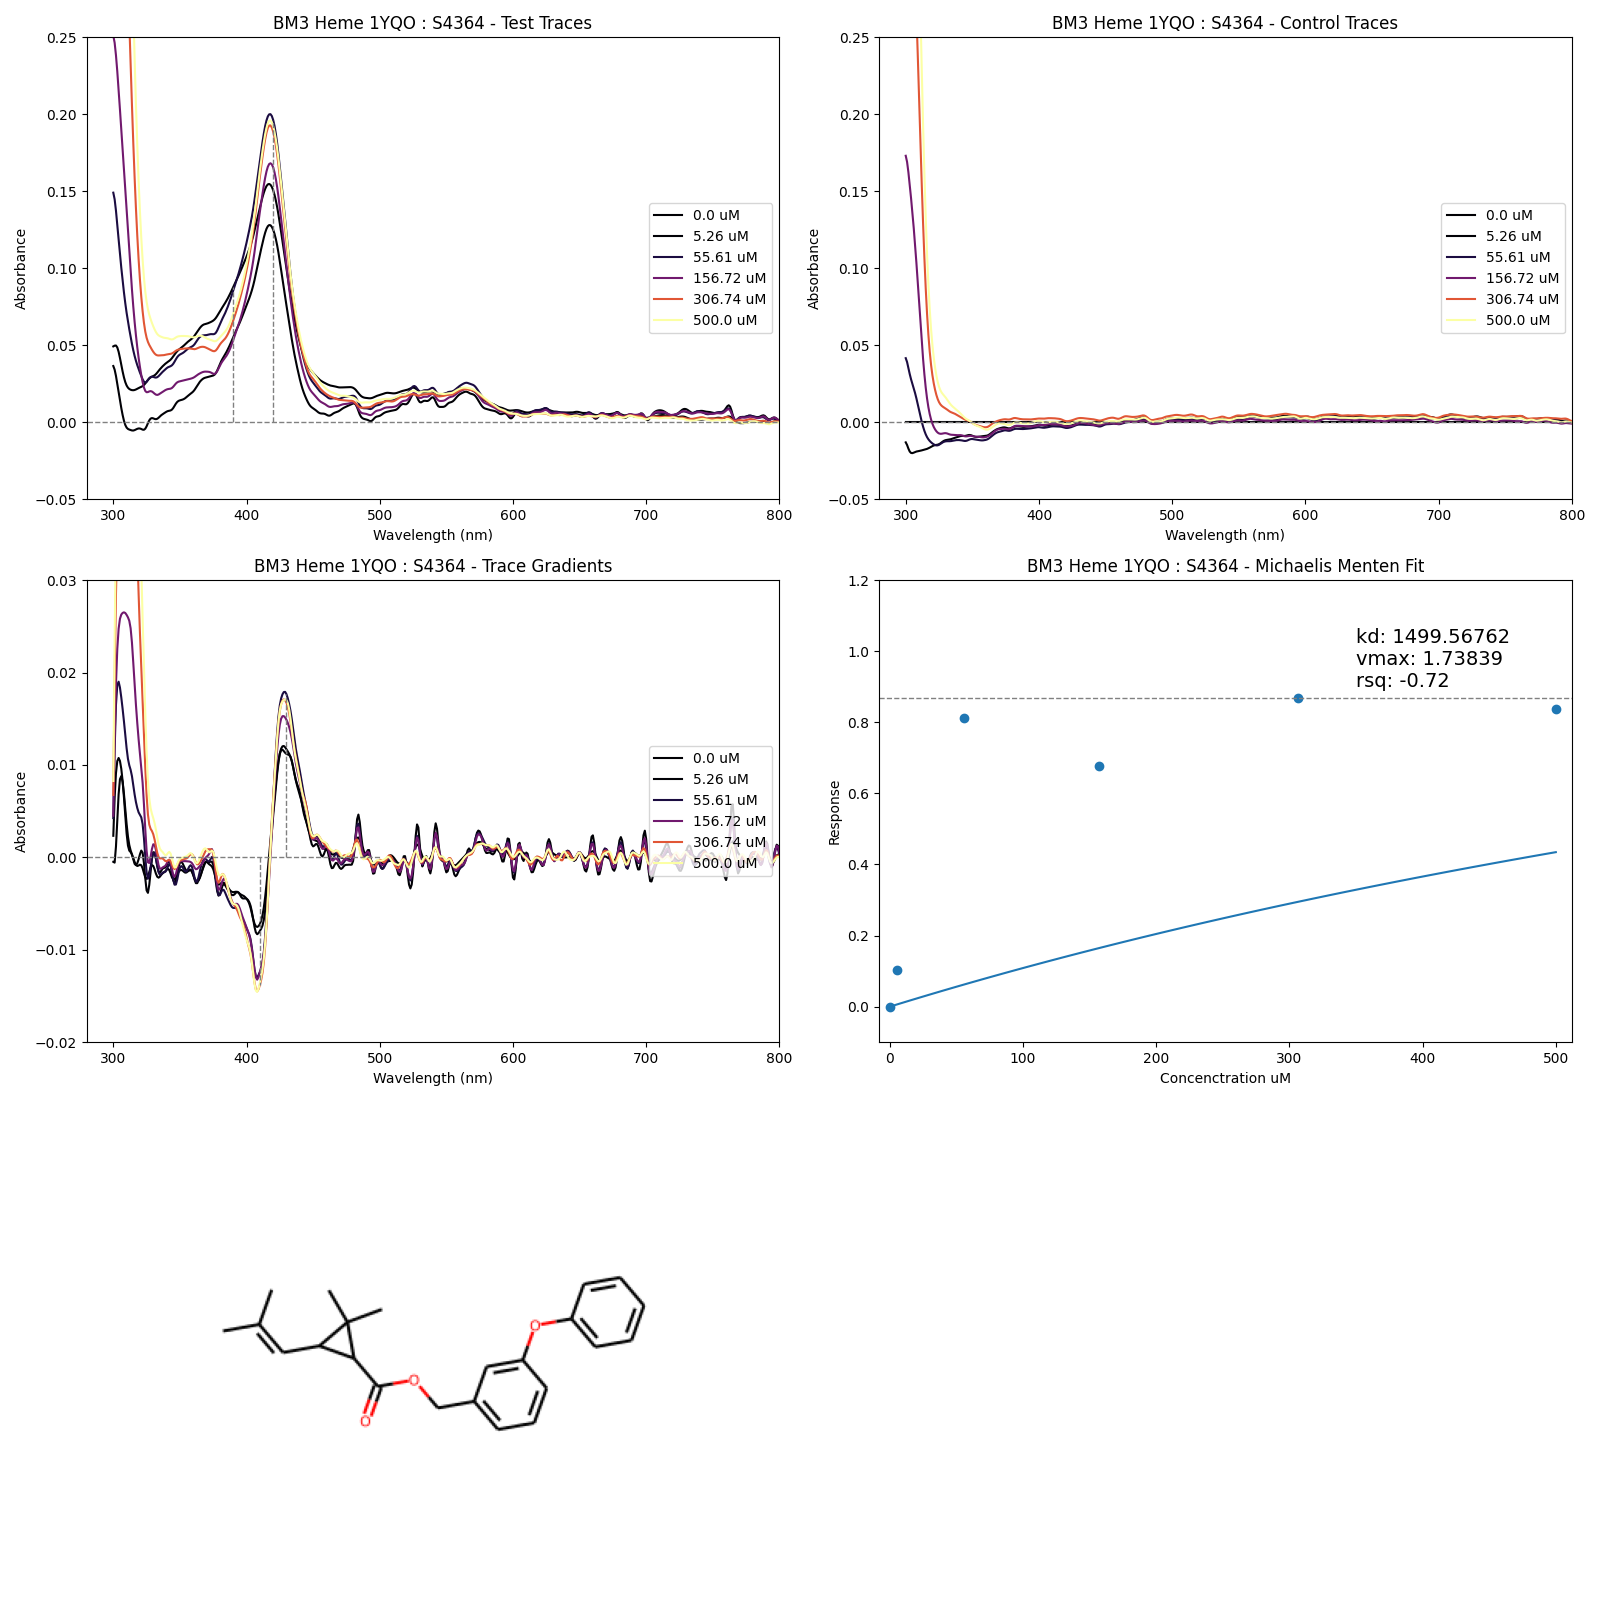 BM3 Heme 1YQO : S4364 - Test Traces
0.25
0.20
0.15
0.10
0.05
0.00
−0.05
Absorbance
300 400 500 600 700 800
Wavelength (nm)
0.0 uM
5.26 uM
55.61 uM
156.72 uM
306.74 uM
500.0 uM
BM3 Heme 1YQO : S4364 - Control Traces
0.25
0.20
0.15
0.10
0.05
0.00
−0.05
Absorbance
300 400 500 600 700 800
Wavelength (nm)
0.0 uM
5.26 uM
55.61 uM
156.72 uM
306.74 uM
500.0 uM
BM3 Heme 1YQO : S4364 - Trace Gradients
0.03
0.02
0.01
0.00
−0.01
−0.02
Absorbance
300 400 500 600 700 800
Wavelength (nm)
0.0 uM
5.26 uM
55.61 uM
156.72 uM
306.74 uM
500.0 uM
BM3 Heme 1YQO : S4364 - Michaelis Menten Fit
1.2
1.0
0.8
0.6
0.4
0.2
0.0
Response
kd: 1499.56762
vmax: 1.73839
rsq: -0.72
0 100 200 300 400 500
Concenctration uM
O
O
O